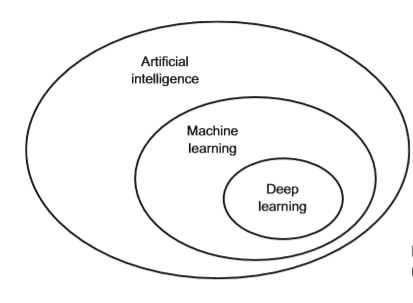 Artificial
intelligence
Machine
learning
Deep
learning